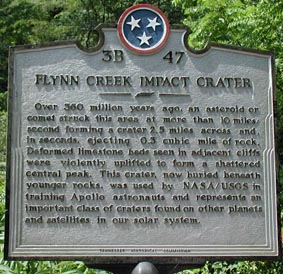 3B 47
FLYNN CREEK IMPACT CRATER
Over 360 million years ago, an asteroid or
comet struck this area at more than 10 miles/
second forming a crater 2.5 miles across and,
in seconds, ejecting 0.3 cubic mile of rock.
Deformed limestone beds seen in adjacent cliffs
were violently uplifted to form a shattered
central peak. This crater, now buried beneath
younger rocks, was used by NASA/USGS in
training Apollo astronauts and represents an
important class of craters found on other planets
and satellites in our solar system.
TENNESSEE HISTORICAL COMMISSION